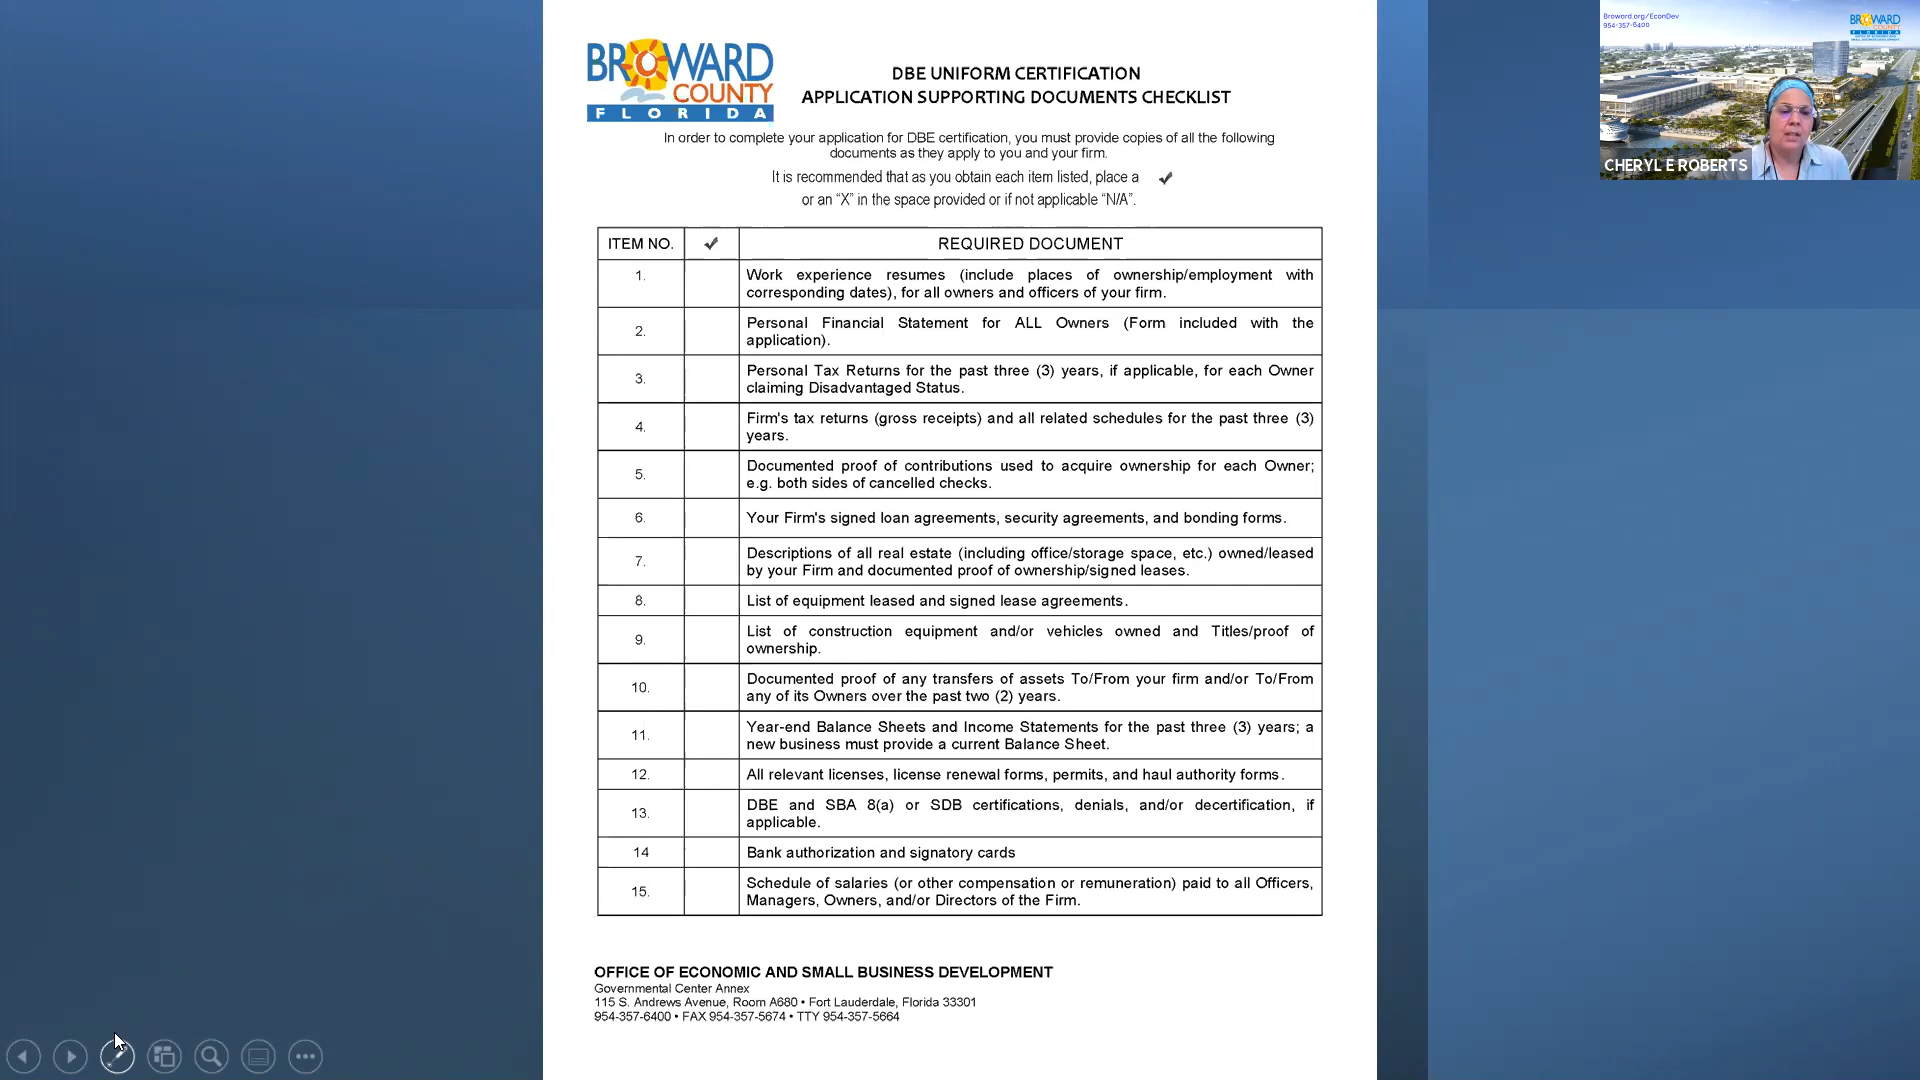 BROWARD
COUNTY
FLORIDA
DBE UNIFORM CERTIFICATION
APPLICATION SUPPORTING DOCUMENTS CHECKLIST
In order to complete your application for DBE certification, you must provide copies of all the following
documents as they apply to you and your firm.
It is recommended that as you obtain each item listed, place a ✔
or an “X” in the space provided or if not applicable “N/A”.
ITEM NO. ✔ REQUIRED DOCUMENT
1. Work experience resumes (include places of ownership/employment with
corresponding dates), for all owners and officers of your firm.
2. Personal Financial Statement for ALL Owners (Form included with the
application).
3. Personal Tax Returns for the past three (3) years, if applicable, for each Owner
claiming Disadvantaged Status.
4. Firm's tax returns (gross receipts) and all related schedules for the past three (3)
years.
5. Documented proof of contributions used to acquire ownership for each Owner;
e.g. both sides of cancelled checks.
6. Your Firm's signed loan agreements, security agreements, and bonding forms.
7. Descriptions of all real estate (including office/storage space, etc.) owned/leased
by your Firm and documented proof of ownership/signed leases.
8. List of equipment leased and signed lease agreements.
9. List of construction equipment and/or vehicles owned and Titles/proof of
ownership.
10. Documented proof of any transfers of assets To/From your firm and/or To/From
any of its Owners over the past two (2) years.
11. Year-end Balance Sheets and Income Statements for the past three (3) years; a
new business must provide a current Balance Sheet.
12. All relevant licenses, license renewal forms, permits, and haul authority forms.
13. DBE and SBA 8(a) or SDB certifications, denials, and/or decertification, if
applicable.
14 Bank authorization and signatory cards
15. Schedule of salaries (or other compensation or remuneration) paid to all Officers,
Managers, Owners, and/or Directors of the Firm.
OFFICE OF ECONOMIC AND SMALL BUSINESS DEVELOPMENT
Governmental Center Annex
115 S. Andrews Avenue, Room A680 • Fort Lauderdale, Florida 33301
954-357-6400 • FAX 954-357-5674 • TTY 954-357-5664
Broward.org/EconDev
954-357-6400
BROWARD
COUNTY
FLORIDA
CHERYL E ROBERTS